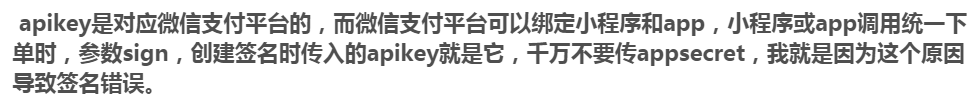 apikey是对应微信支付平台的，而微信支付平台可以绑定小程序和app，小程序或app调用统一下
单时，参数sign，创建签名时传入的apikey就是它，千万不要传appsecret，我就是因为这个原因
导致签名错误。